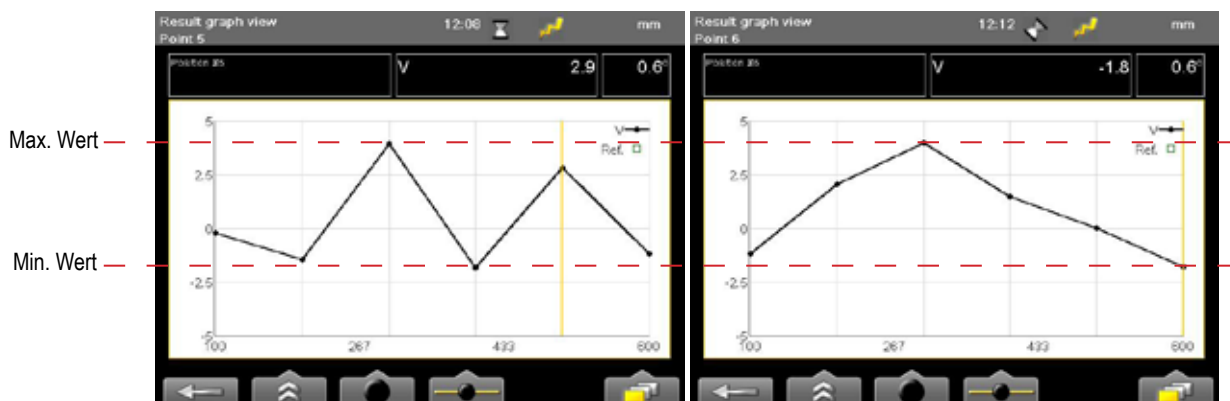 Result graph view
Point 5
12:08
mm
V 2.9
0.6°
Max. Wert
Min. Wert
5
2.5
0
-2.5
-5
V
Ref.
100 267 433 600
Result graph view
Point 6
12:12
mm
V -1.8
0.6°
5
2.5
0
-2.5
-5
V
Ref.
100 267 433 600